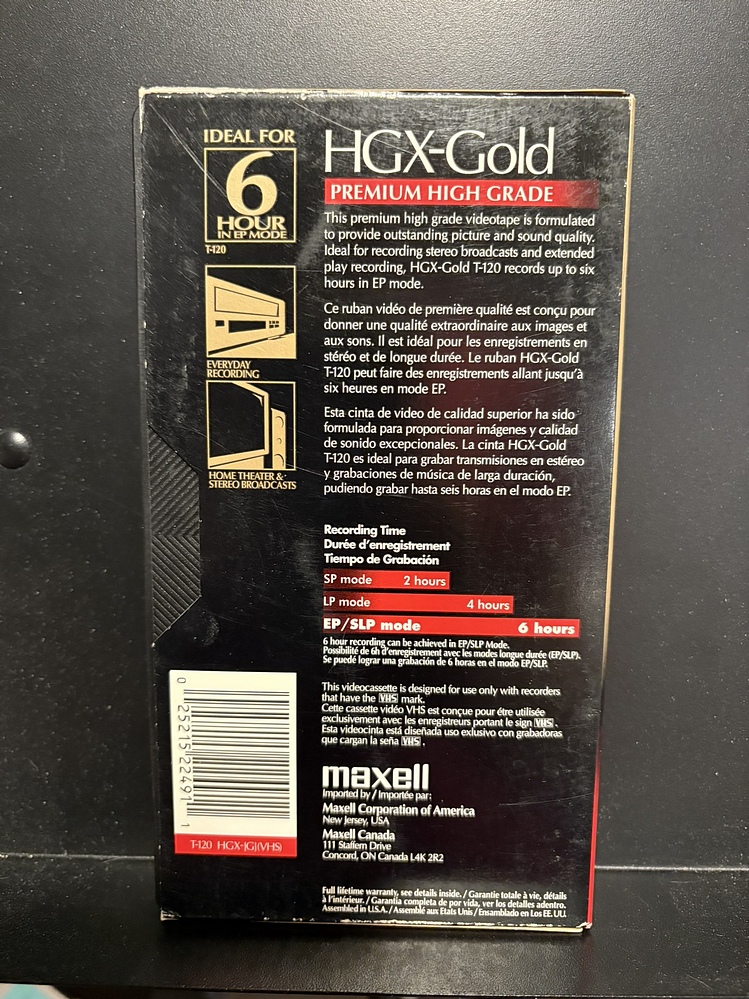 IDEAL FOR
6
HOUR
IN EP MODE
T-120
EVERYDAY
RECORDING
HOME THEATER &
STEREO BROADCASTS
HGX-Gold
PREMIUM HIGH GRADE
This premium high grade videotape is formulated
to provide outstanding picture and sound quality.
Ideal for recording stereo broadcasts and extended
play recording, HGX-Gold T-120 records up to six
hours in EP mode.
Ce ruban vidéo de première qualité est conçu pour
donner une qualité extraordinaire aux images et
aux sons. Il est idéal pour les enregistrements en
stéréo et de longue durée. Le ruban HGX-Gold
T-120 peut faire des enregistrements allant jusqu'à
six heures en mode EP.
Esta cinta de video de calidad superior ha sido
formulada para proporcionar imágenes y calidad
de sonido excepcionales. La cinta HGX-Gold
T-120 es ideal para grabar transmisiones en estéreo
y grabaciones de música de larga duración,
pudiendo grabar hasta seis horas en el modo EP.
Recording Time
Durée d'enregistrement
Tiempo de Grabación
SP mode 2 hours
LP mode 4 hours
EP/SLP mode 6 hours
6 hour recording can be achieved in EP/SLP Mode.
Possibilité de 6h d'enregistrement avec les modes longue durée (EP/SLP).
Se puedé lograr una grabación de 6 horas en el modo EP/SLP.
This videocassette is designed for use only with recorders
that have the VHS mark.
Cette cassette vidéo VHS est conçue pour être utilisée
exclusivement avec les enregistreurs portant le sign VHS.
Esta videocinta está diseñada uso exlusivo con grabadoras
que cargan la seña VHS.
maxell
Imported by / Importée par:
Maxell Corporation of America
New Jersey, USA
Maxell Canada
111 Staffern Drive
Concord, ON Canada L4K 2R2
Full lifetime warranty, see details inside. / Garantie totale à vie, détails
à l'intérieur. / Garantía completa de por vida, ver los detalles adentro.
Assembled in U.S.A. / Assemblé aux Etats Unis / Ensamblado en Los EE. UU.
0 25215 22491 1
T-120 HGX-[G](VHS)